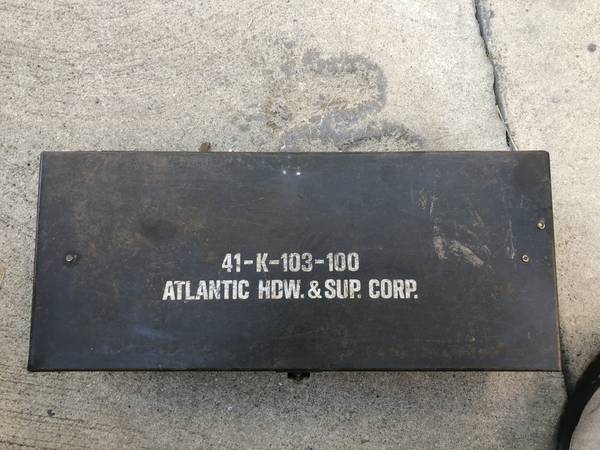 41-K-103-100
ATLANTIC HDW. & SUP. CORP.